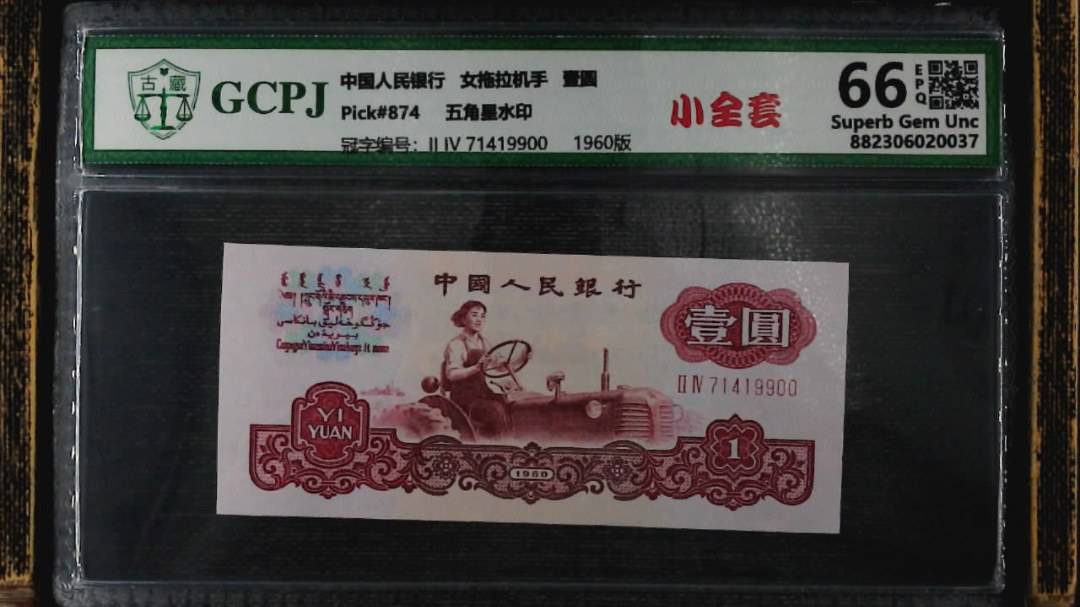 古 藏
GCPJ
中国人民银行 女拖拉机手 壹圆
Pick#874 五角星水印
冠字编号: II IV 71419900 1960版
小全套
66 EPQ
Superb Gem Unc
882306020037
中國人民銀行
壹圓
II IV 71419900
YI
YUAN
1960
1